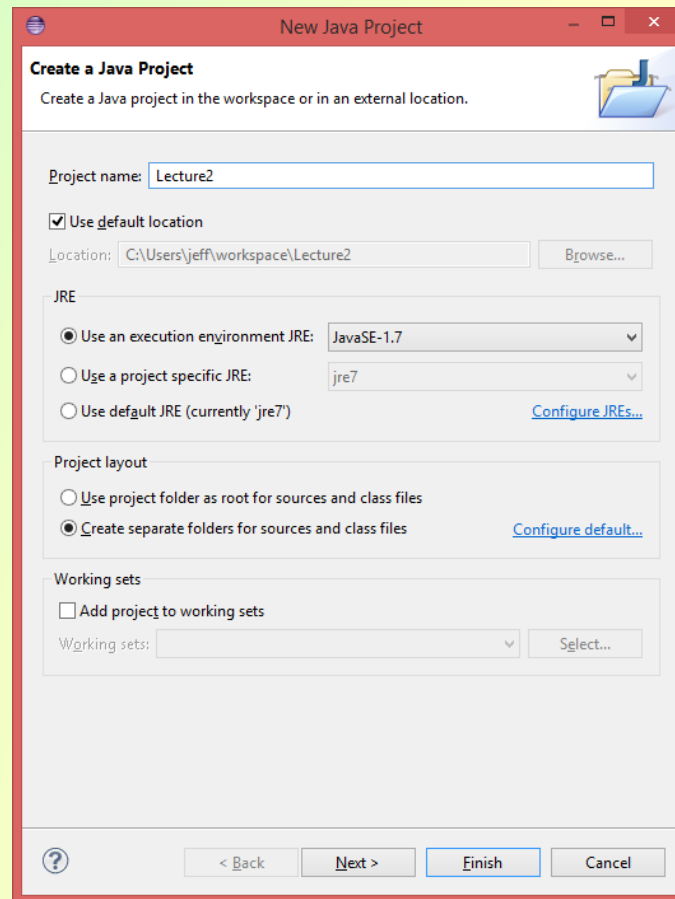 New Java Project
Create a Java Project
Create a Java project in the workspace or in an external location.
Project name: Lecture2
Use default location
Location: C:\Users\jeff\workspace\Lecture2 Browse...
JRE
Use an execution environment JRE: JavaSE-1.7
Use a project specific JRE: jre7
Use default JRE (currently 'jre7') Configure JREs...
Project layout
Use project folder as root for sources and class files
Create separate folders for sources and class files Configure default...
Working sets
Add project to working sets
Working sets: Select...
? < Back Next > Finish Cancel